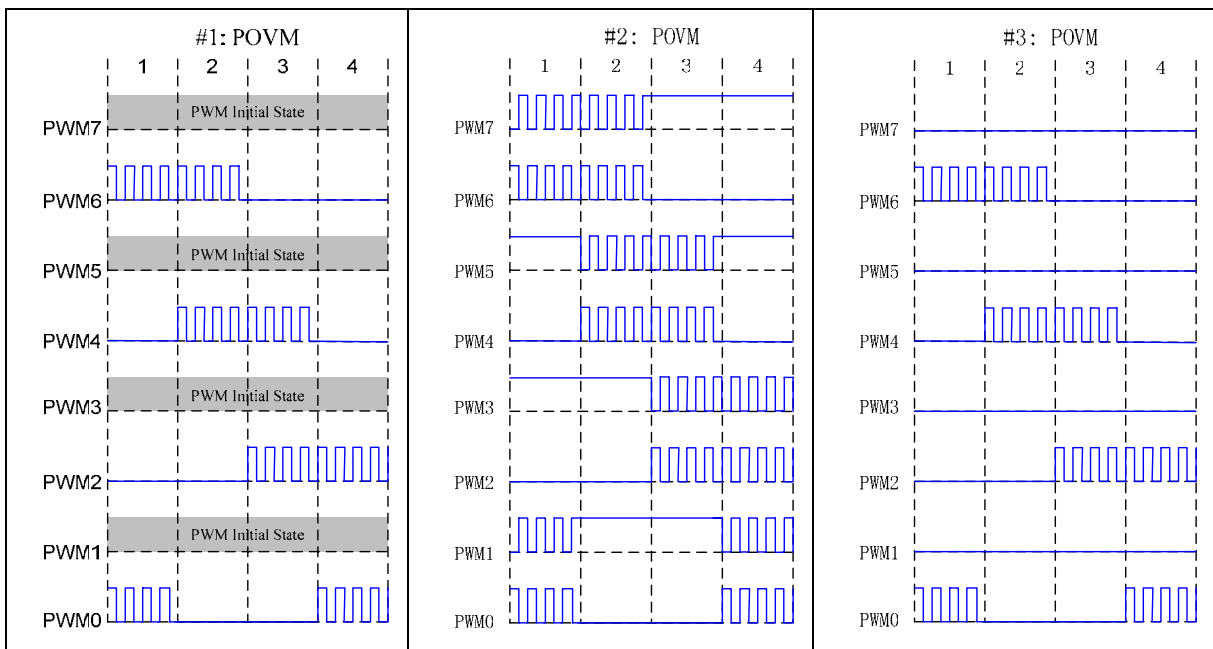 #1: POVM
1 2 3 4
PWM7 PWM Initial State
PWM6
PWM5 PWM Initial State
PWM4
PWM3 PWM Initial State
PWM2
PWM1 PWM Initial State
PWM0
#2: POVM
1 2 3 4
PWM7
PWM6
PWM5
PWM4
PWM3
PWM2
PWM1
PWM0
#3: POVM
1 2 3 4
PWM7
PWM6
PWM5
PWM4
PWM3
PWM2
PWM1
PWM0